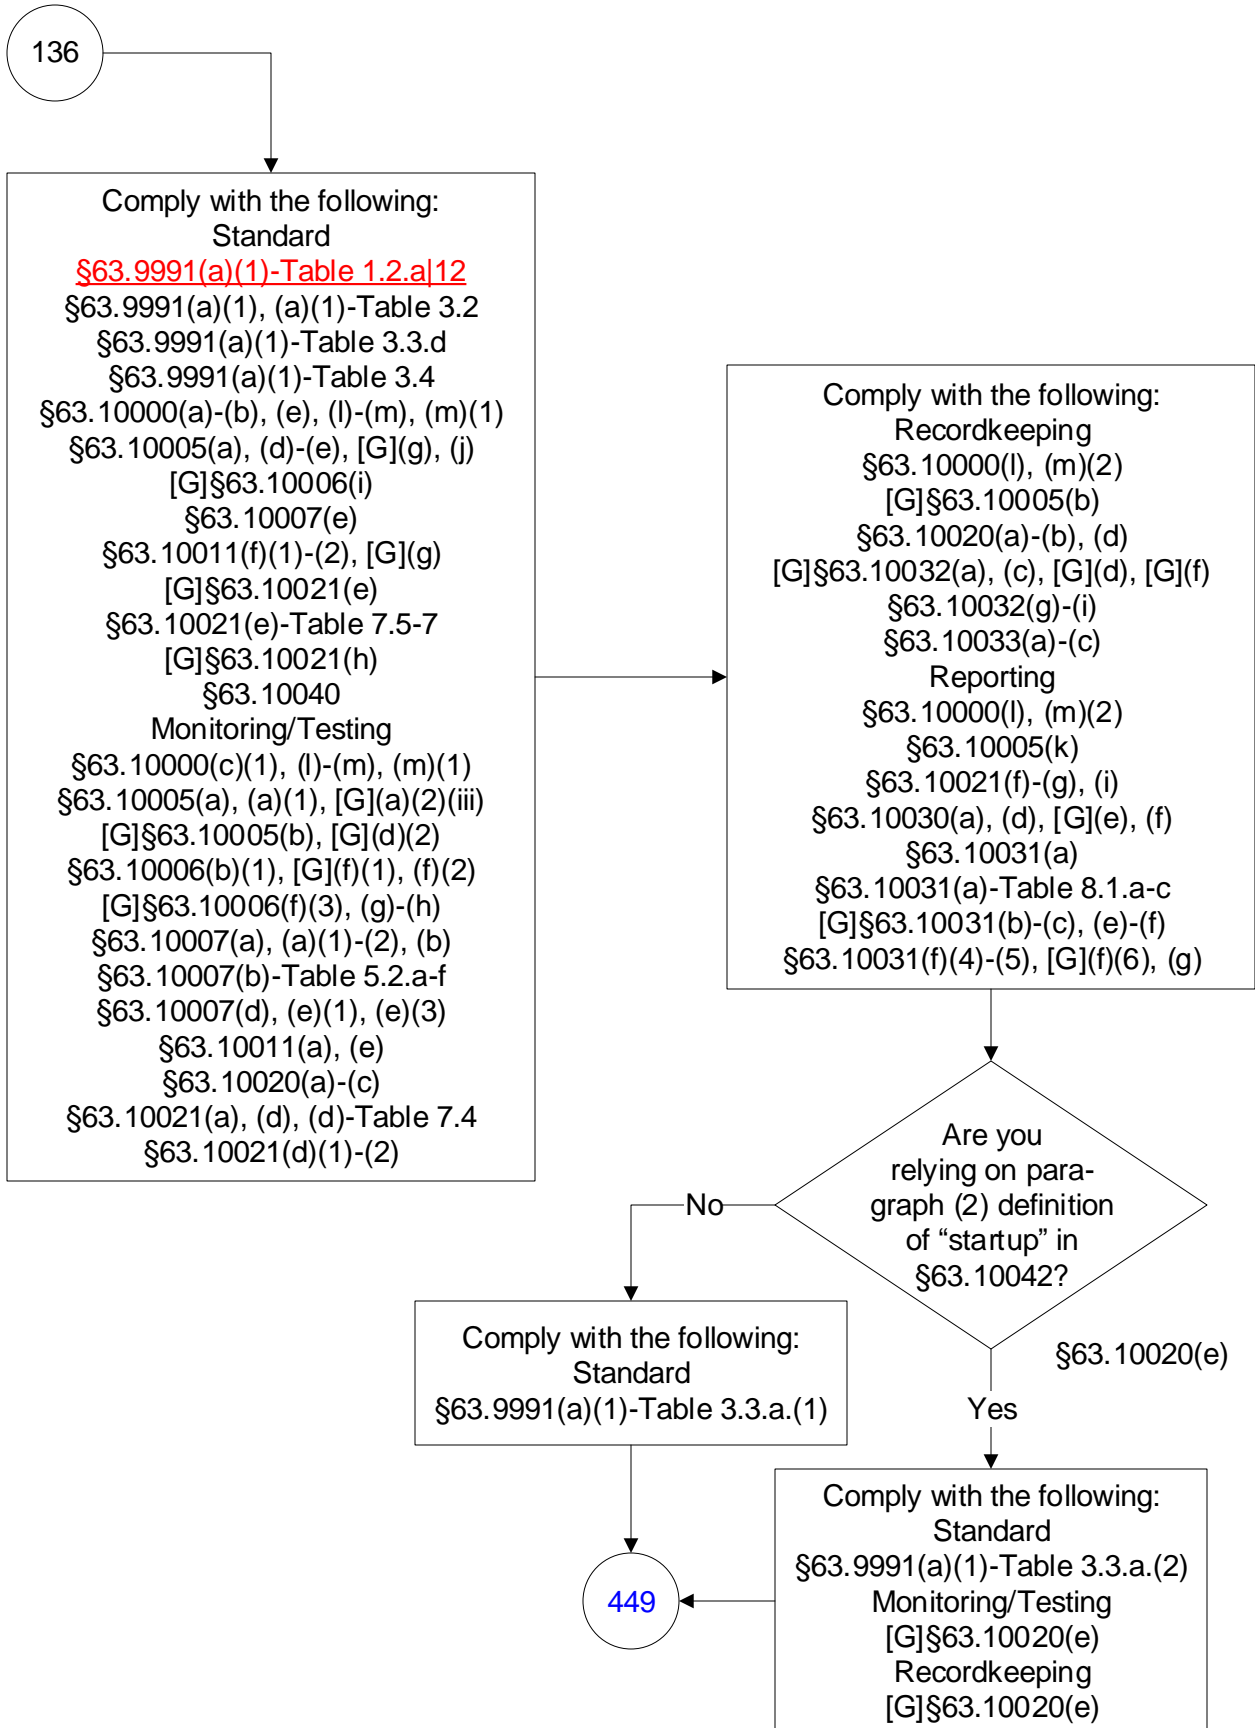 136
Comply with the following:
Standard
§63.9991(a)(1)-Table 1.2.a|12
§63.9991(a)(1), (a)(1)-Table 3.2
§63.9991(a)(1)-Table 3.3.d
§63.9991(a)(1)-Table 3.4
§63.10000(a)-(b), (e), (l)-(m), (m)(1)
§63.10005(a), (d)-(e), [G](g), (j)
[G]§63.10006(i)
§63.10007(e)
§63.10011(f)(1)-(2), [G](g)
[G]§63.10021(e)
§63.10021(e)-Table 7.5-7
[G]§63.10021(h)
§63.10040
Monitoring/Testing
§63.10000(c)(1), (l)-(m), (m)(1)
§63.10005(a), (a)(1), [G](a)(2)(iii)
[G]§63.10005(b), [G](d)(2)
§63.10006(b)(1), [G](f)(1), (f)(2)
[G]§63.10006(f)(3), (g)-(h)
§63.10007(a), (a)(1)-(2), (b)
§63.10007(b)-Table 5.2.a-f
§63.10007(d), (e)(1), (e)(3)
§63.10011(a), (e)
§63.10020(a)-(c)
§63.10021(a), (d), (d)-Table 7.4
§63.10021(d)(1)-(2)
Comply with the following:
Recordkeeping
§63.10000(l), (m)(2)
[G]§63.10005(b)
§63.10020(a)-(b), (d)
[G]§63.10032(a), (c), [G](d), [G](f)
§63.10032(g)-(i)
§63.10033(a)-(c)
Reporting
§63.10000(l), (m)(2)
§63.10005(k)
§63.10021(f)-(g), (i)
§63.10030(a), (d), [G](e), (f)
§63.10031(a)
§63.10031(a)-Table 8.1.a-c
[G]§63.10031(b)-(c), (e)-(f)
§63.10031(f)(4)-(5), [G](f)(6), (g)
Are you
relying on para-
graph (2) definition
of “startup” in
§63.10042?
§63.10020(e)
No
Comply with the following:
Standard
§63.9991(a)(1)-Table 3.3.a.(1)
Yes
Comply with the following:
Standard
§63.9991(a)(1)-Table 3.3.a.(2)
Monitoring/Testing
[G]§63.10020(e)
Recordkeeping
[G]§63.10020(e)
449